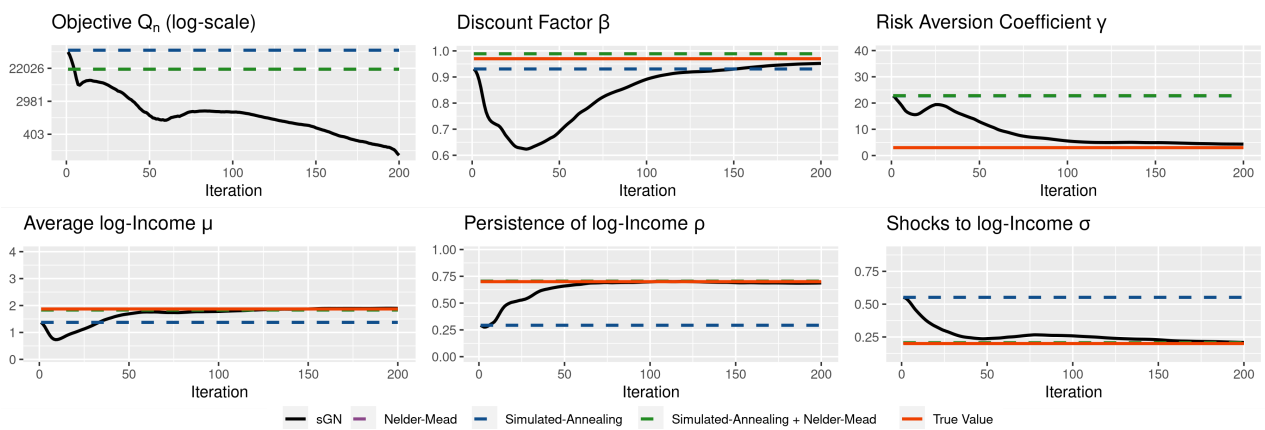 Objective Qn (log-scale)
22026
2981
403
0 50 100 150 200
Iteration
Discount Factor β
1.0
0.9
0.8
0.7
0.6
0 50 100 150 200
Iteration
Risk Aversion Coefficient γ
40
30
20
10
0
0 50 100 150 200
Iteration
Average log-Income μ
4
3
2
1
0
0 50 100 150 200
Iteration
Persistence of log-Income ρ
1.00
0.75
0.50
0.25
0.00
0 50 100 150 200
Iteration
Shocks to log-Income σ
0.75
0.50
0.25
0 50 100 150 200
Iteration
sGN Nelder-Mead Simulated-Annealing Simulated-Annealing + Nelder-Mead True Value